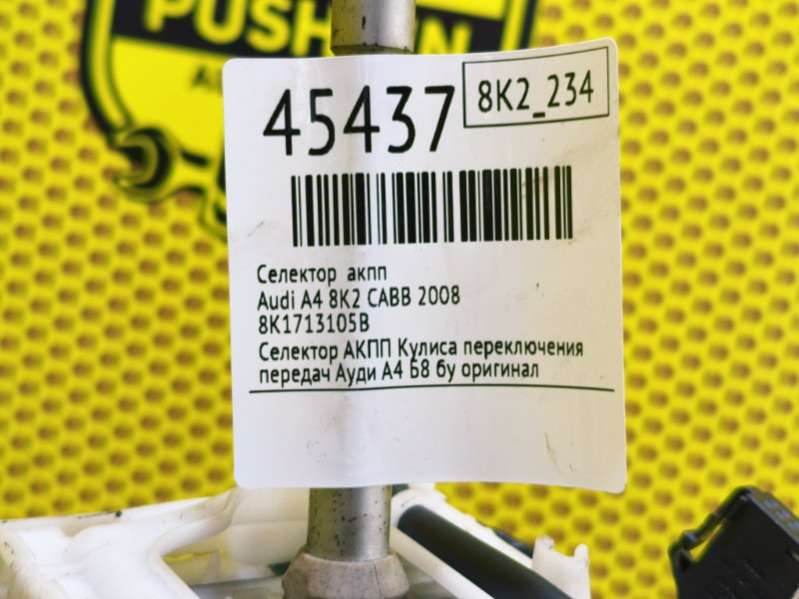 45437
8K2_234
Селектор акпп
Audi A4 8K2 CABB 2008
8K1713105B
Селектор АКПП Кулиса переключения
передач Ауди А4 Б8 бу оригинал